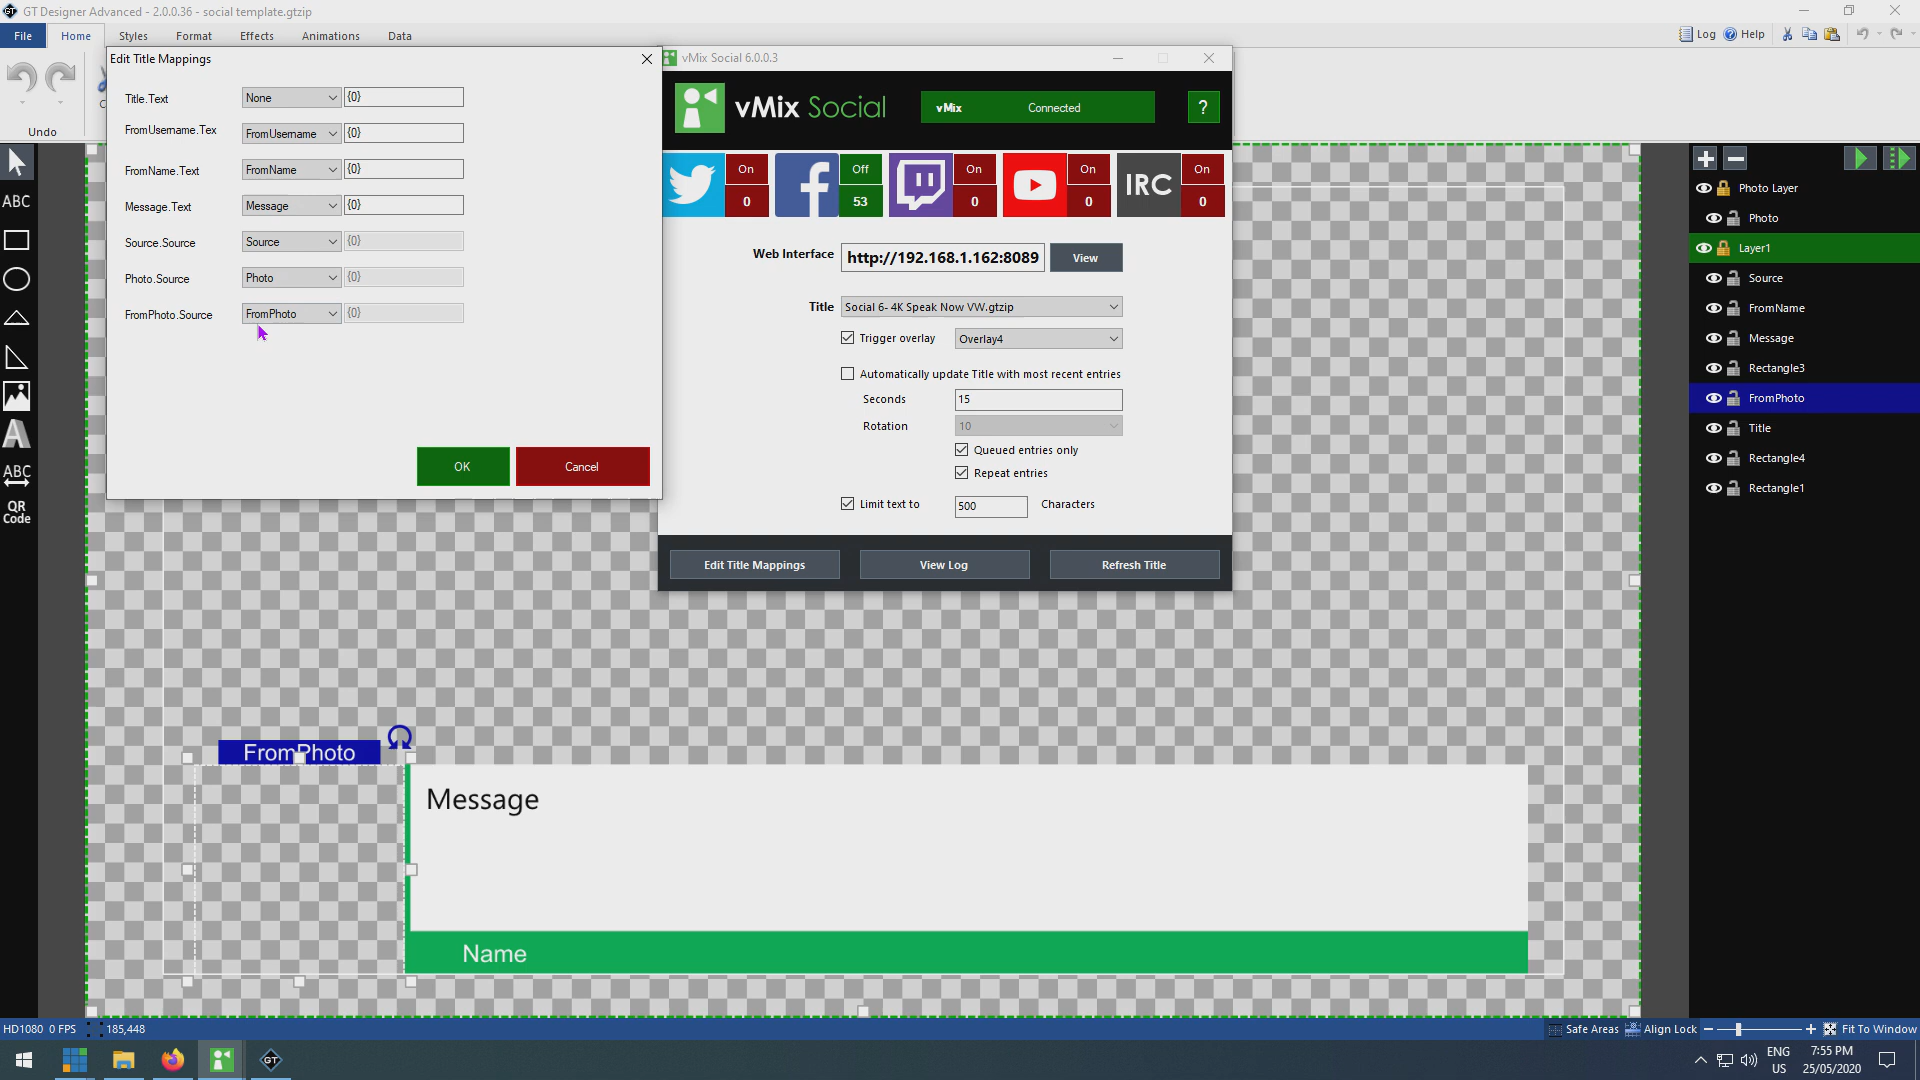 GT Designer Advanced - 2.0.0.36 - social template.gtzip
File Home Styles Format Effects Animations Data
Log Help
Undo
Edit Title Mappings
Title.Text None {0}
FromUsername.Tex FromUsername {0}
FromName.Text FromName {0}
Message.Text Message {0}
Source.Source Source {0}
Photo.Source Photo {0}
FromPhoto.Source FromPhoto {0}
OK Cancel
vMix Social 6.0.0.3
vMix Social
vMix Connected
?
On Off On On On
0 53 0 0 0
IRC
Web Interface http://192.168.1.162:8089 View
Title Social 6- 4K Speak Now VW.gtzip
Trigger overlay Overlay4
Automatically update Title with most recent entries
Seconds 15
Rotation 10
Queued entries only
Repeat entries
Limit text to 500 Characters
Edit Title Mappings View Log Refresh Title
ABC
ABC
QR
Code
A
Photo Layer
Photo
Layer1
Source
FromName
Message
Rectangle3
FromPhoto
Title
Rectangle4
Rectangle1
FromPhoto
Message
Name
HD1080 0 FPS 185,448
Safe Areas Align Lock Fit To Window
GT
ENG
US
7:55 PM
25/05/2020